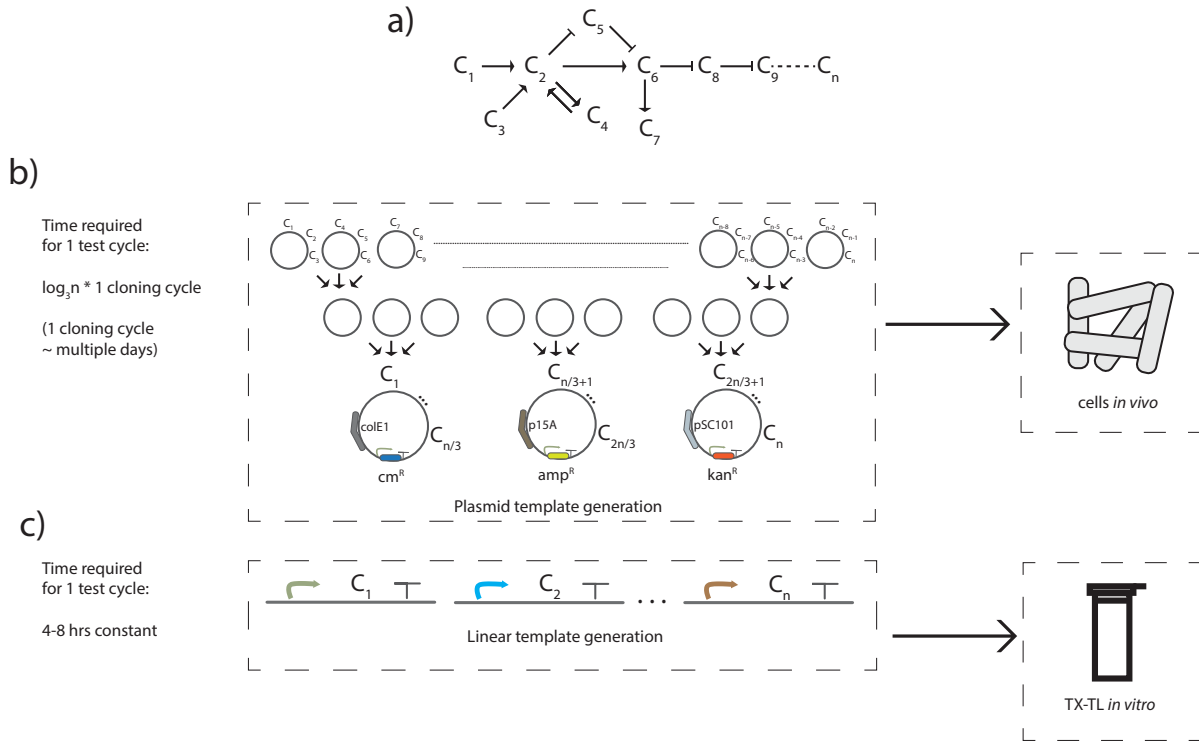 a)
C5
C1 C2 C6 C8 C9 Cn
C3 C4 C7
b)
Time required
for 1 test cycle:
log3n * 1 cloning cycle
(1 cloning cycle
~ multiple days)
C1 C2 C3 C4 C5 C6 C7 C8 C9
Cn-8 Cn-7 Cn-6 Cn-5 Cn-4 Cn-3 Cn-2 Cn-1 Cn
C1 Cn/3+1 C2n/3+1
colE1 p15A pSC101
Cn/3 C2n/3 Cn
cmR ampR kanR
Plasmid template generation
cells in vivo
c)
Time required
for 1 test cycle:
4-8 hrs constant
C1 C2 ... Cn
Linear template generation
TX-TL in vitro